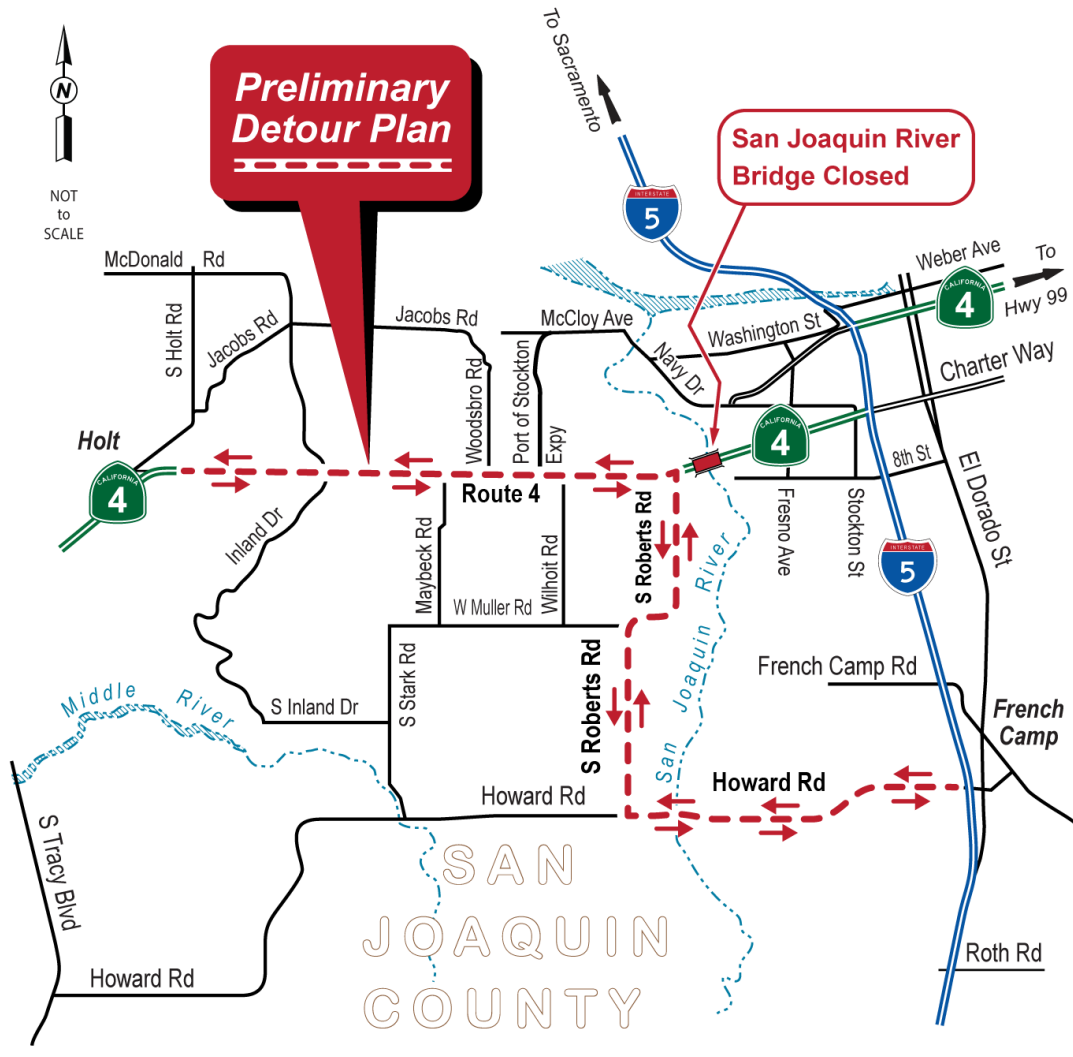 N
NOT
to
SCALE
Preliminary
Detour Plan
To Sacramento
San Joaquin River
Bridge Closed
INTERSTATE
5
Weber Ave
To
Hwy 99
CALIFORNIA
4
McDonald Rd
S Holt Rd
Jacobs Rd
Jacobs Rd
McCloy Ave
Washington St
Navy Dr
Charter Way
Woodsbro Rd
Port of Stockton
Expy
Holt
CALIFORNIA
4
CALIFORNIA
4
8th St
El Dorado St
Route 4
Inland Dr
Maybeck Rd
Wilhoit Rd
S Roberts Rd
San Joaquin River
Fresno Ave
Stockton St
INTERSTATE
5
W Muller Rd
S Stark Rd
S Roberts Rd
French Camp Rd
Middle River
S Inland Dr
French
Camp
Howard Rd
Howard Rd
S Tracy Blvd
SAN
JOAQUIN
COUNTY
Howard Rd
Roth Rd